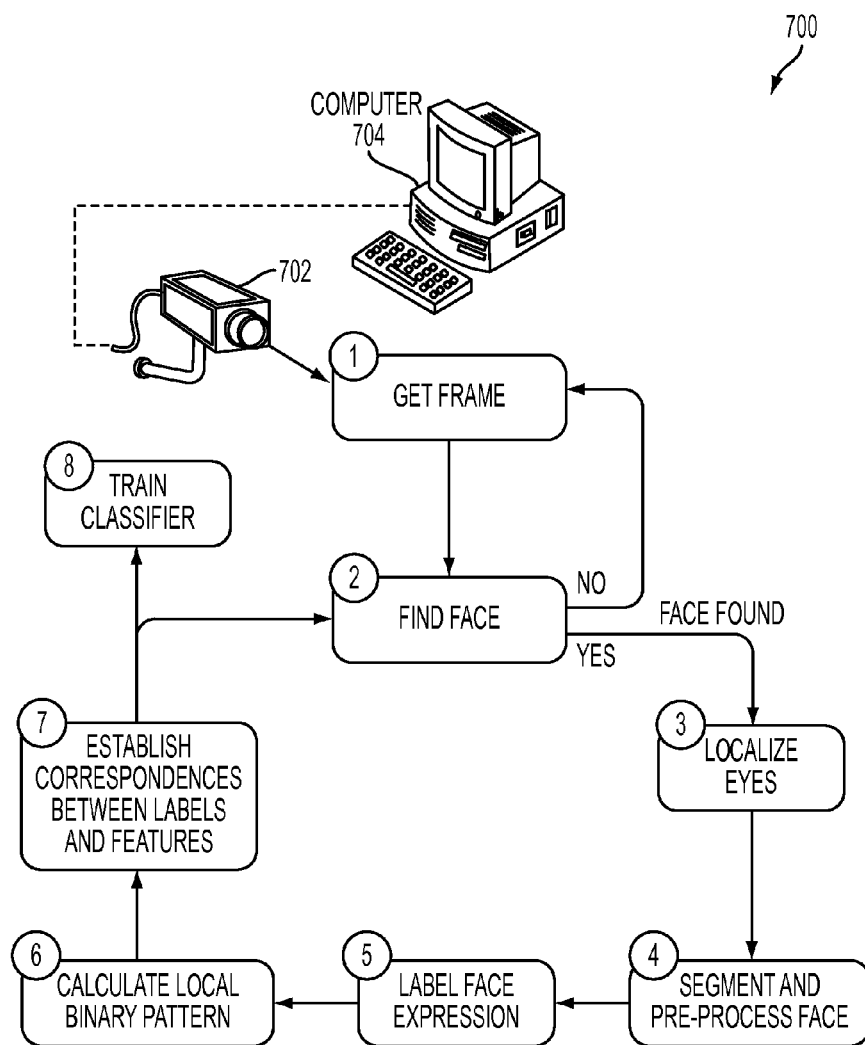 700
COMPUTER
704
702
1
GET FRAME
8
TRAIN
CLASSIFIER
2
FIND FACE
NO
YES
FACE FOUND
3
LOCALIZE
EYES
7
ESTABLISH
CORRESPONDENCES
BETWEEN LABELS
AND FEATURES
6
CALCULATE LOCAL
BINARY PATTERN
5
LABEL FACE
EXPRESSION
4
SEGMENT AND
PRE-PROCESS FACE